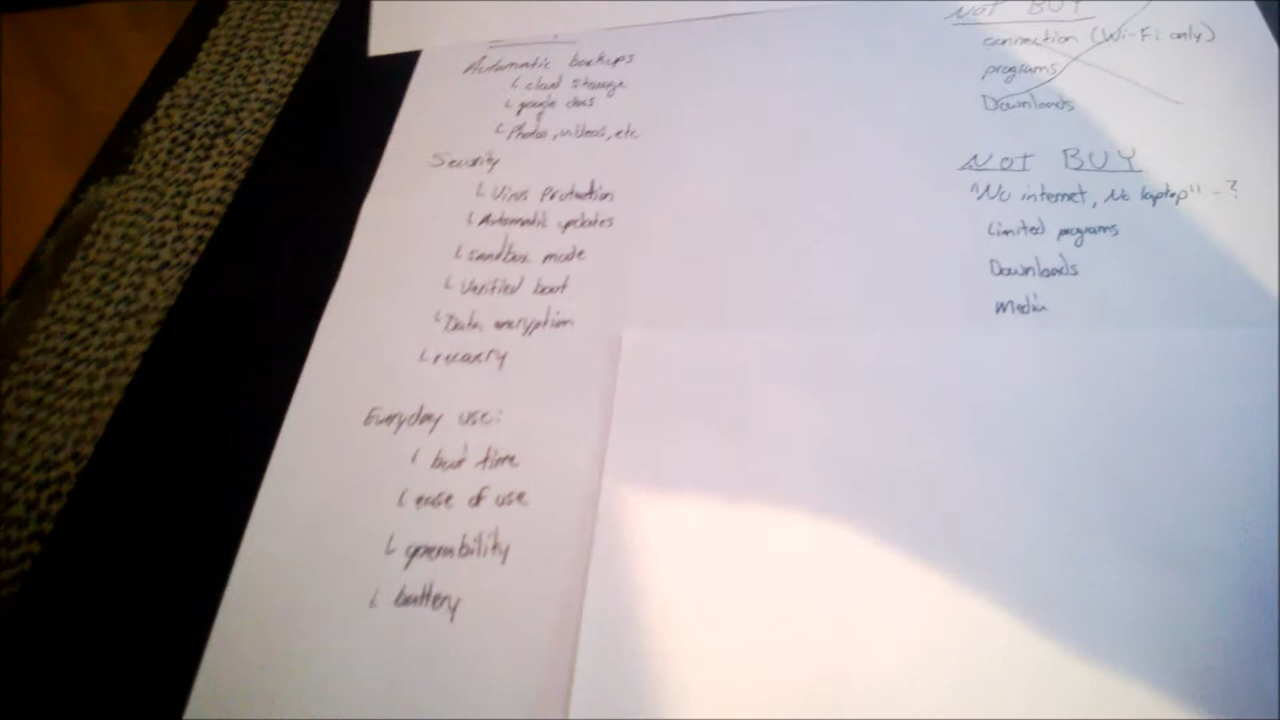 Automatic backups
cloud storage
google docs
Photos, videos, etc
Security
Virus Protection
Automatic updates
sandbox mode
Verified boot
Data encryption
recovery
Everyday use:
boot time
ease of use
battery
NOT BUY
connection (Wi-Fi only)
programs
Downloads
NOT BUY
"No internet, No laptop" - ?
Limited programs
Downloads
Media